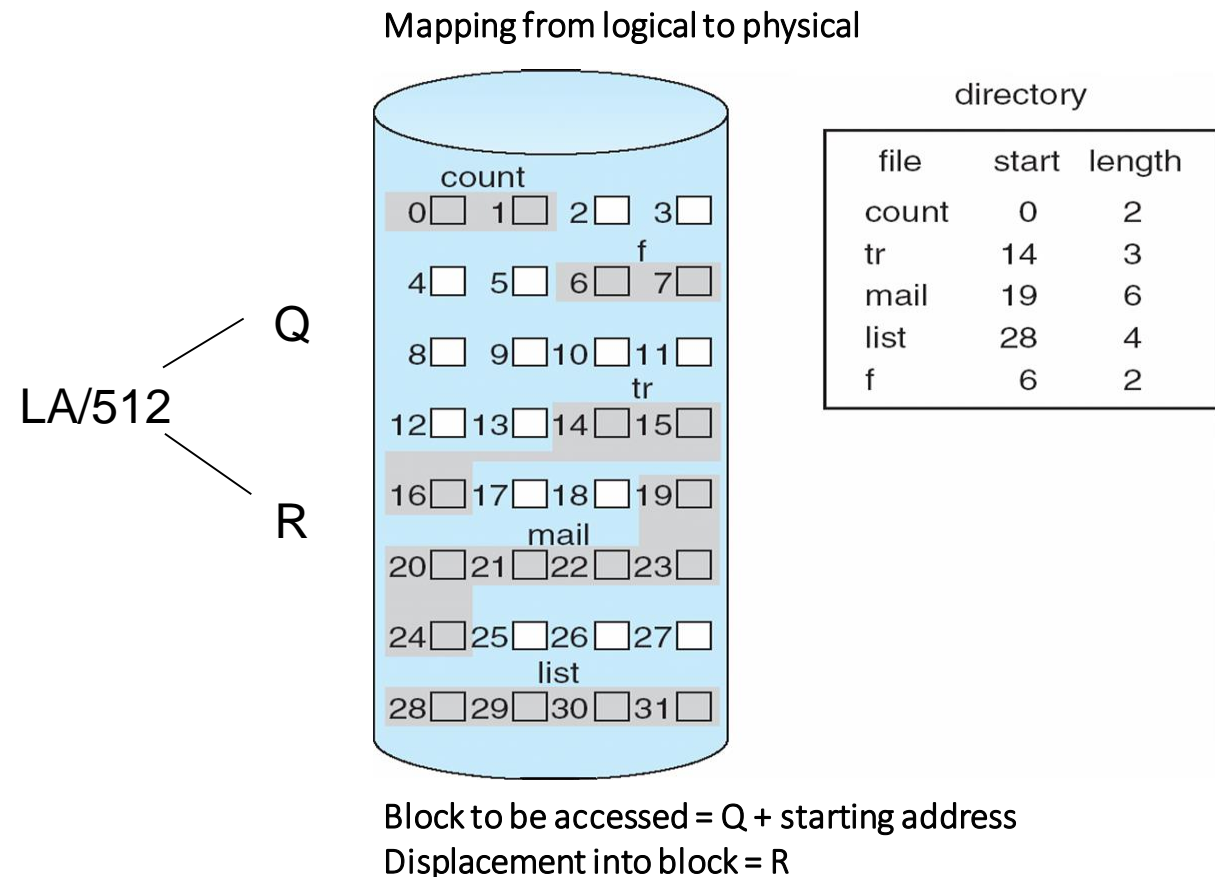 Mapping from logical to physical
LA/512
Q
R
count
0 1 2 3
f
4 5 6 7
8 9 10 11
tr
12 13 14 15
16 17 18 19
mail
20 21 22 23
24 25 26 27
list
28 29 30 31
directory
file start length
count 0 2
tr 14 3
mail 19 6
list 28 4
f 6 2
Block to be accessed = Q + starting address
Displacement into block = R